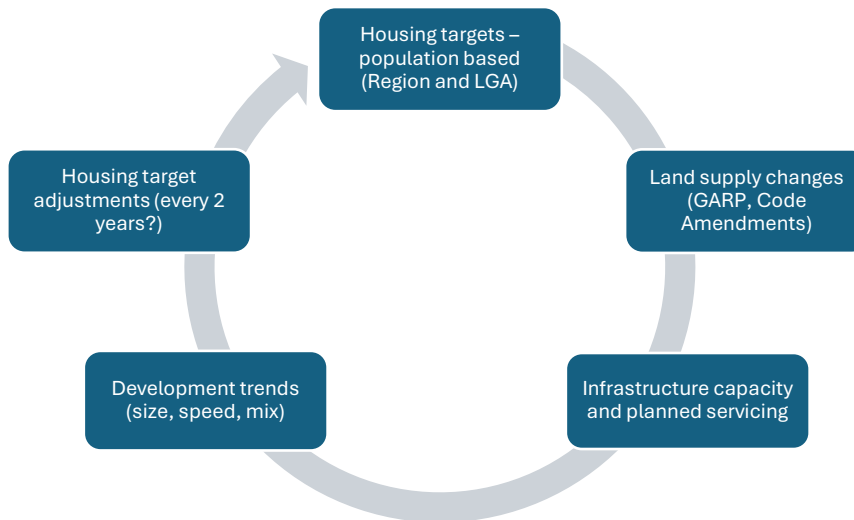 Housing targets –
population based
(Region and LGA)
Land supply changes
(GARP, Code
Amendments)
Infrastructure capacity
and planned servicing
Development trends
(size, speed, mix)
Housing target
adjustments (every 2
years?)